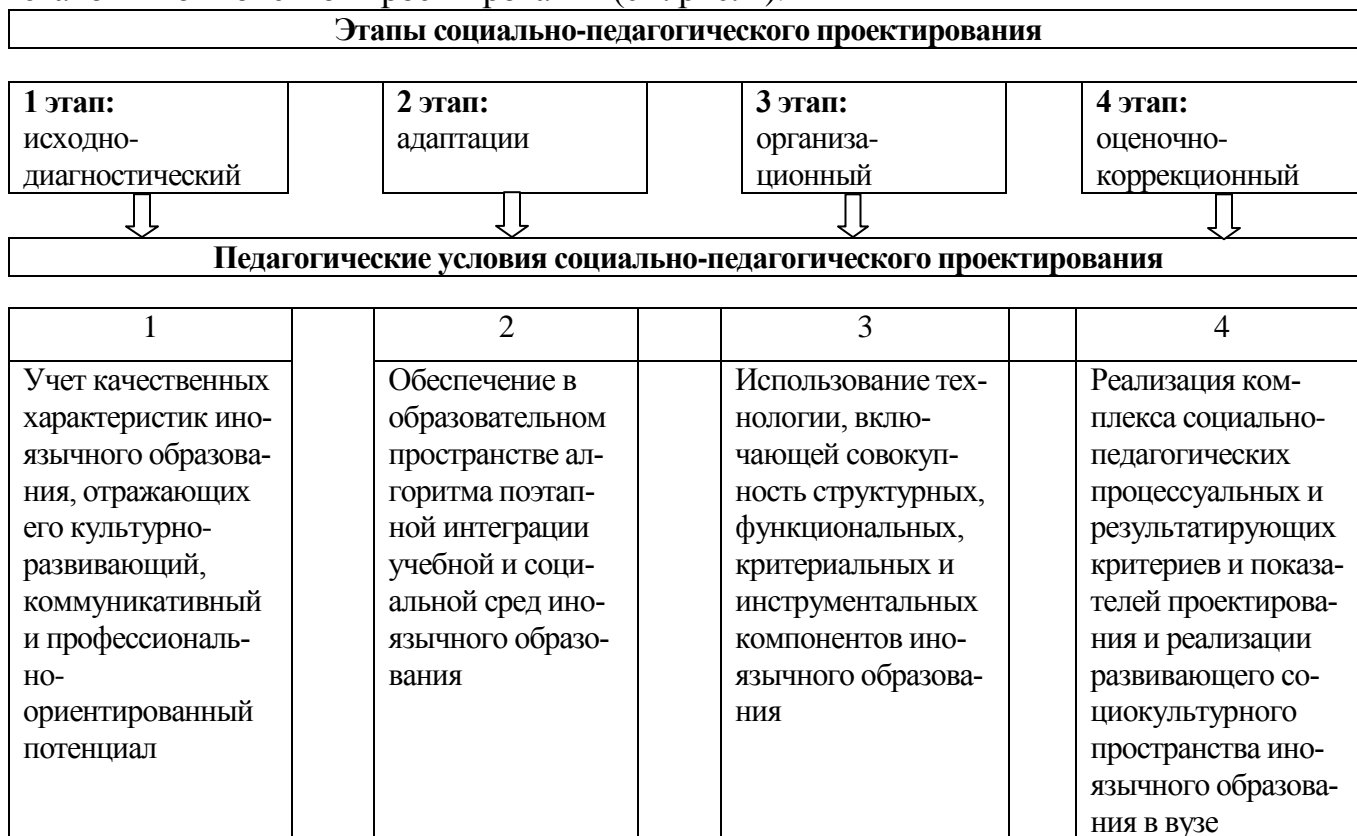 Этапы социально-педагогического проектирования
1 этап:
исходно-
диагностический
2 этап:
адаптации
3 этап:
организа-
ционный
4 этап:
оценочно-
коррекционный
Педагогические условия социально-педагогического проектирования
1
2
3
4
Учет качественных
характеристик ино-
язычного образова-
ния, отражающих
его культурно-
развивающий,
коммуникативный
и профессиональ-
но-
ориентированный
потенциал
Обеспечение в
образовательном
пространстве ал-
горитма поэтап-
ной интеграции
учебной и соци-
альной сред ино-
язычного образо-
вания
Использование тех-
нологии, вклю-
чающей совокуп-
ность структурных,
функциональных,
критериальных и
инструментальных
компонентов ино-
язычного образова-
ния
Реализация ком-
плекса социально-
педагогических
процессуальных и
результатирующих
критериев и показа-
телей проектирова-
ния и реализации
развивающего со-
циокультурного
пространства ино-
язычного образова-
ния в вузе